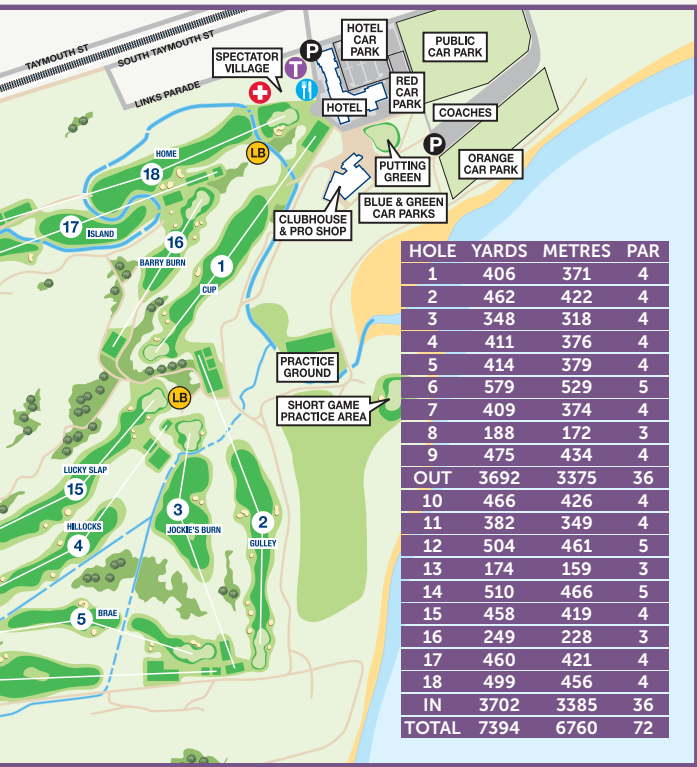 TAYMOUTH ST
SOUTH TAYMOUTH ST
LINKS PARADE
SPECTATOR
VILLAGE
T
P
HOTEL
CAR
PARK
PUBLIC
CAR PARK
HOTEL
RED
CAR
PARK
COACHES
P
ORANGE
CAR PARK
PUTTING
GREEN
BLUE & GREEN
CAR PARKS
CLUBHOUSE
& PRO SHOP
LB
HOME
18
17
ISLAND
16
BARRY BURN
1
CUP
PRACTICE
GROUND
SHORT GAME
PRACTICE AREA
LB
LUCKY SLAP
15
HILLOCKS
4
3
JOCKIE'S BURN
2
GULLEY
5
BRAE
HOLE YARDS METRES PAR
1 406 371 4
2 462 422 4
3 348 318 4
4 411 376 4
5 414 379 4
6 579 529 5
7 409 374 4
8 188 172 3
9 475 434 4
OUT 3692 3375 36
10 466 426 4
11 382 349 4
12 504 461 5
13 174 159 3
14 510 466 5
15 458 419 4
16 249 228 3
17 460 421 4
18 499 456 4
IN 3702 3385 36
TOTAL 7394 6760 72